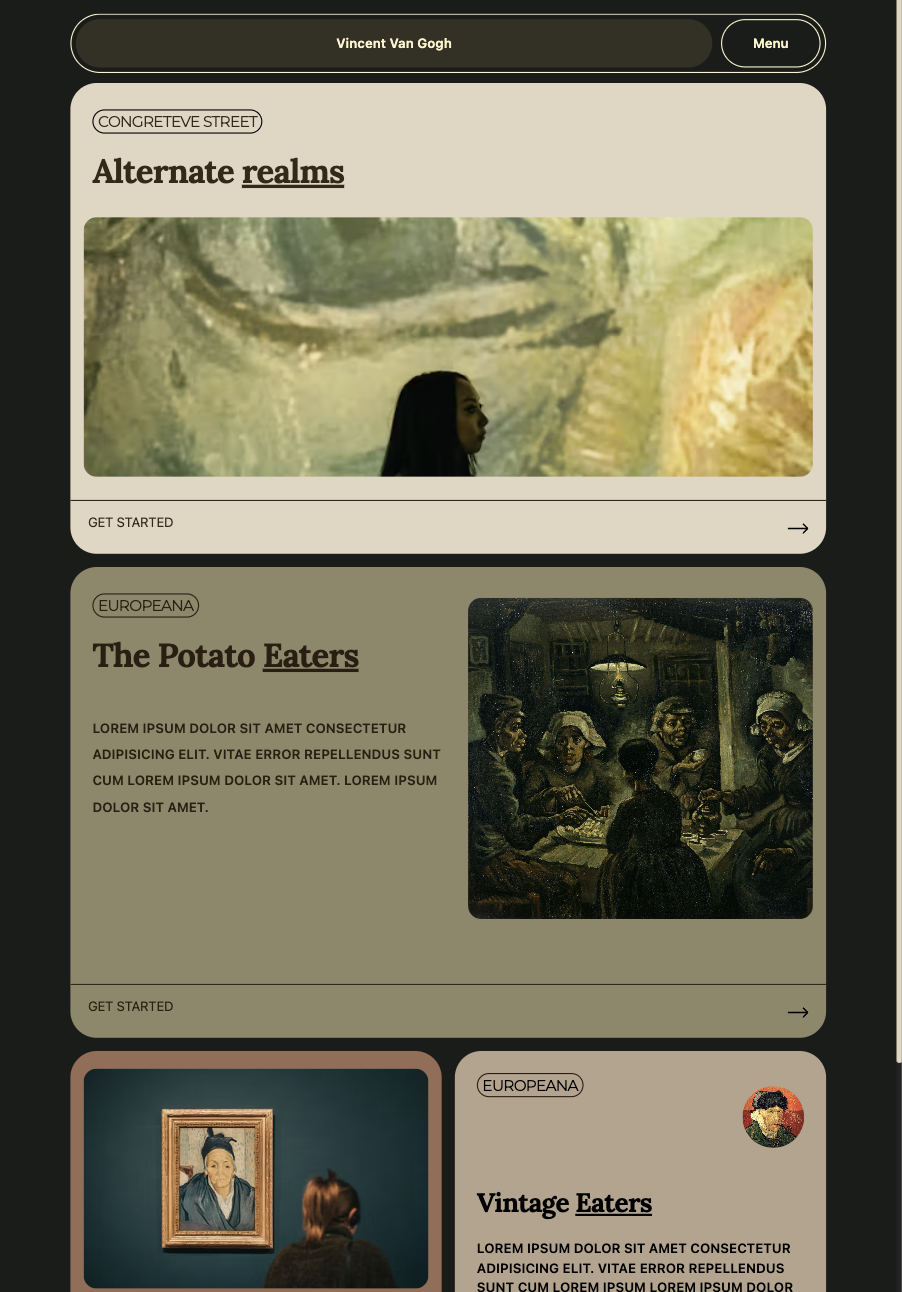 Vincent Van Gogh
Menu
CONGRETEVE STREET
Alternate realms
GET STARTED
EUROPEANA
The Potato Eaters
LOREM IPSUM DOLOR SIT AMET CONSECTETUR
ADIPISICING ELIT. VITAE ERROR REPELLENDUS SUNT
CUM LOREM IPSUM DOLOR SIT AMET. LOREM IPSUM
DOLOR SIT AMET.
GET STARTED
EUROPEANA
Vintage Eaters
LOREM IPSUM DOLOR SIT AMET CONSECTETUR
ADIPISICING ELIT. VITAE ERROR REPELLENDUS
SUNT CUM LOREM IPSUM LOREM IPSUM DOLOR